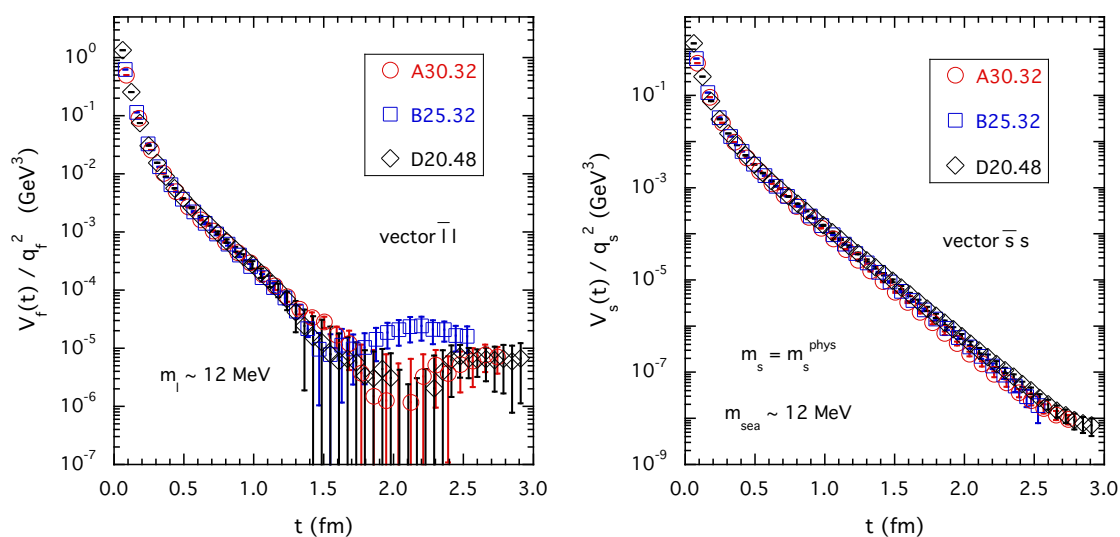 V_f(t) / q_f^2 (GeV^3)
10^0
10^-1
10^-2
10^-3
10^-4
10^-5
10^-6
10^-7
A30.32
B25.32
D20.48
vector l̅ l
m_l ~ 12 MeV
0.0 0.5 1.0 1.5 2.0 2.5 3.0
t (fm)
V_s(t) / q_s^2 (GeV^3)
10^-1
10^-3
10^-5
10^-7
10^-9
A30.32
B25.32
D20.48
vector s̅ s
m_s = m_s^phys
m_sea ~ 12 MeV
0.0 0.5 1.0 1.5 2.0 2.5 3.0
t (fm)